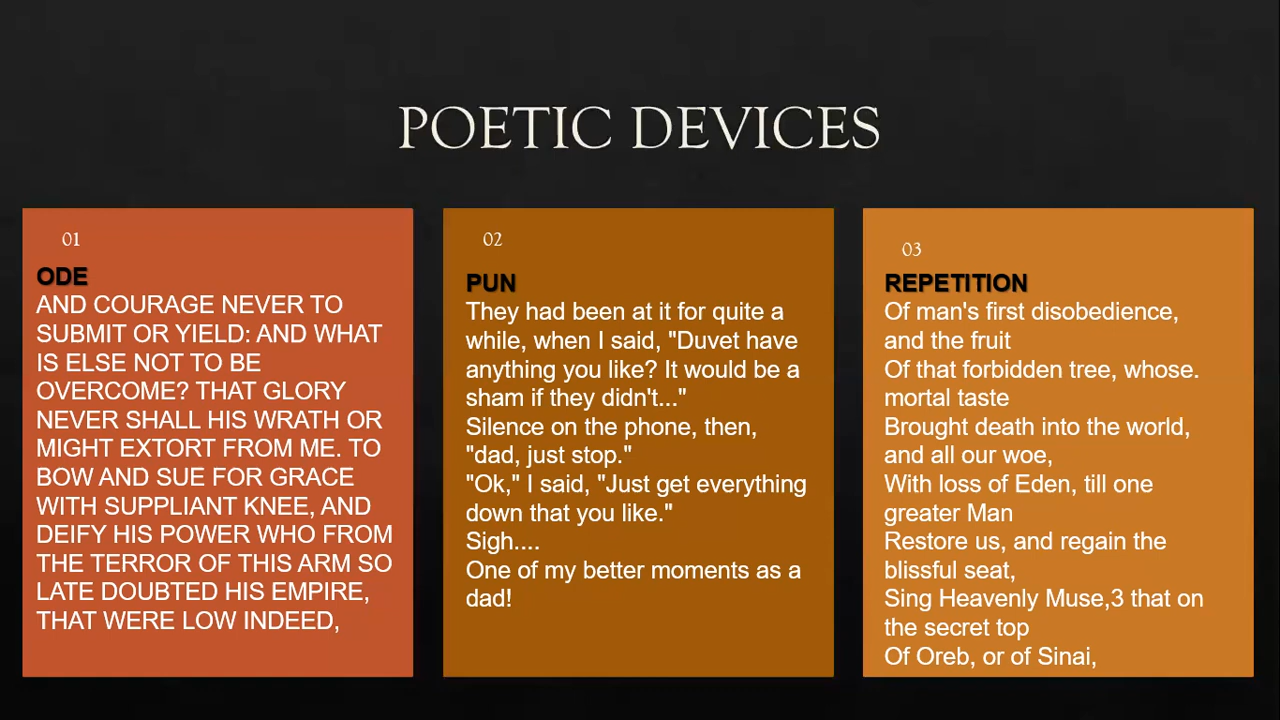 POETIC DEVICES
01
ODE
AND COURAGE NEVER TO
SUBMIT OR YIELD: AND WHAT
IS ELSE NOT TO BE
OVERCOME? THAT GLORY
NEVER SHALL HIS WRATH OR
MIGHT EXTORT FROM ME. TO
BOW AND SUE FOR GRACE
WITH SUPPLIANT KNEE, AND
DEIFY HIS POWER WHO FROM
THE TERROR OF THIS ARM SO
LATE DOUBTED HIS EMPIRE,
THAT WERE LOW INDEED,
02
PUN
They had been at it for quite a
while, when I said, "Duvet have
anything you like? It would be a
sham if they didn't..."
Silence on the phone, then,
"dad, just stop."
"Ok," I said, "Just get everything
down that you like."
Sigh....
One of my better moments as a
dad!
03
REPETITION
Of man's first disobedience,
and the fruit
Of that forbidden tree, whose.
mortal taste
Brought death into the world,
and all our woe,
With loss of Eden, till one
greater Man
Restore us, and regain the
blissful seat,
Sing Heavenly Muse,3 that on
the secret top
Of Oreb, or of Sinai,